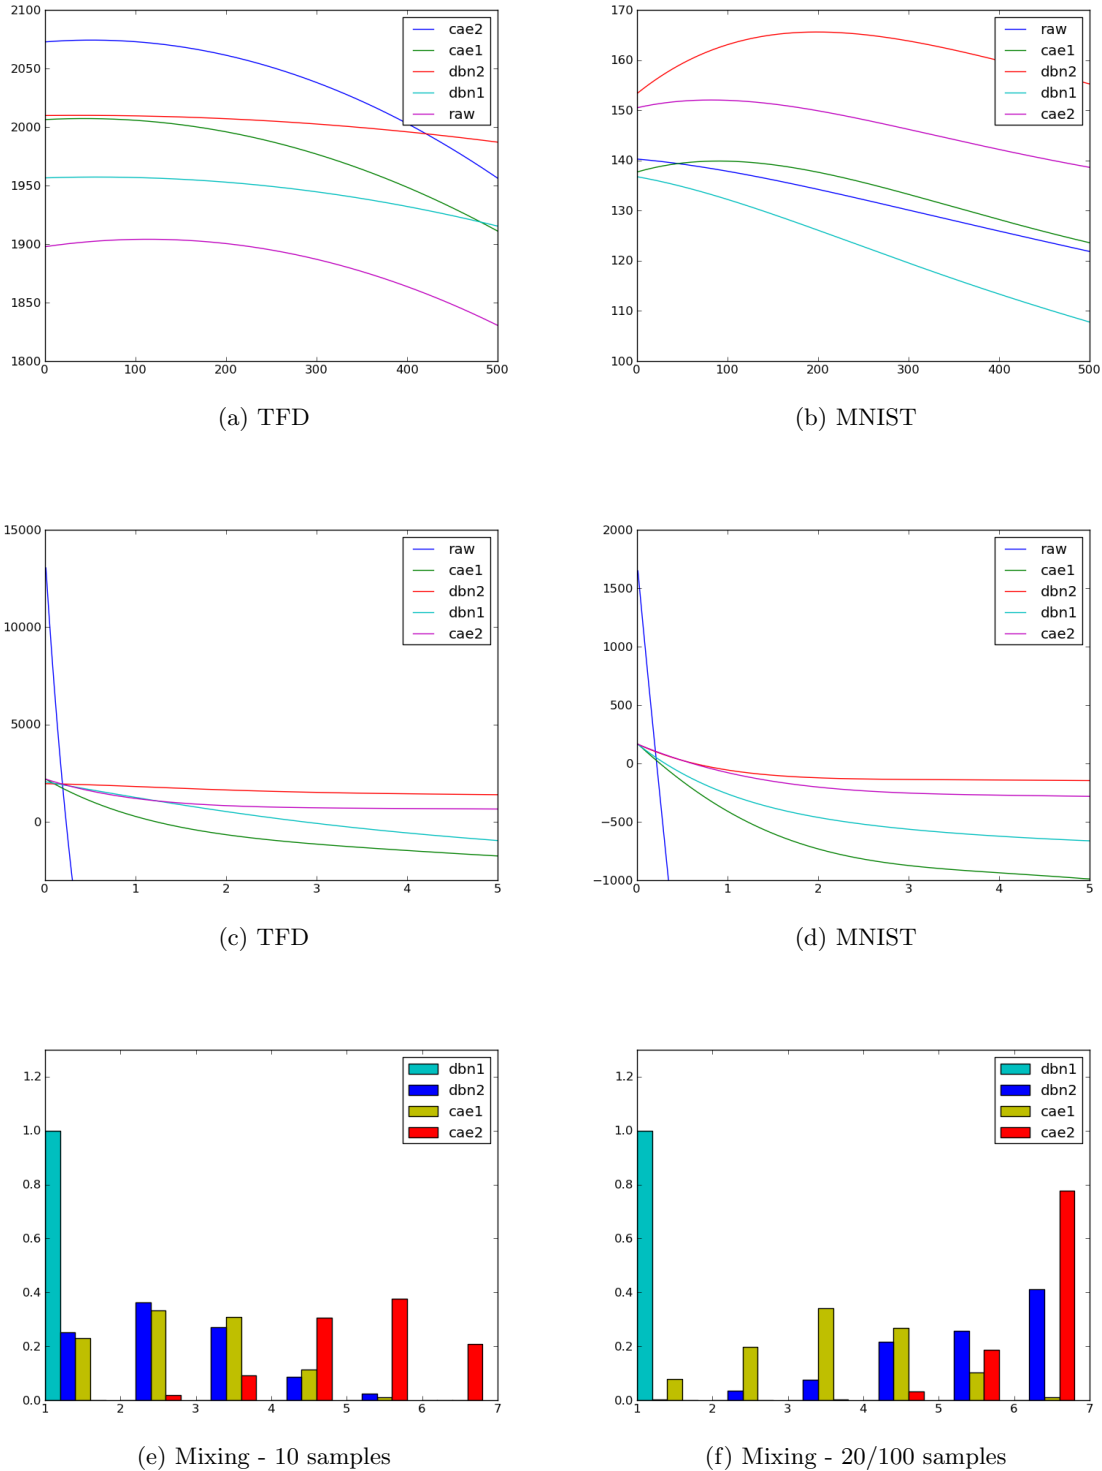 2100
2050
2000
1950
1900
1850
1800
0 100 200 300 400 500
cae2
cae1
dbn2
dbn1
raw
(a) TFD
170
160
150
140
130
120
110
100
0 100 200 300 400 500
raw
cae1
dbn2
dbn1
cae2
(b) MNIST
15000
10000
5000
0
0 1 2 3 4 5
raw
cae1
dbn2
dbn1
cae2
(c) TFD
2000
1500
1000
500
0
−500
−1000
0 1 2 3 4 5
raw
cae1
dbn2
dbn1
cae2
(d) MNIST
1.2
1.0
0.8
0.6
0.4
0.2
0.0
1 2 3 4 5 6 7
dbn1
dbn2
cae1
cae2
(e) Mixing - 10 samples
1.2
1.0
0.8
0.6
0.4
0.2
0.0
1 2 3 4 5 6 7
dbn1
dbn2
cae1
cae2
(f) Mixing - 20/100 samples